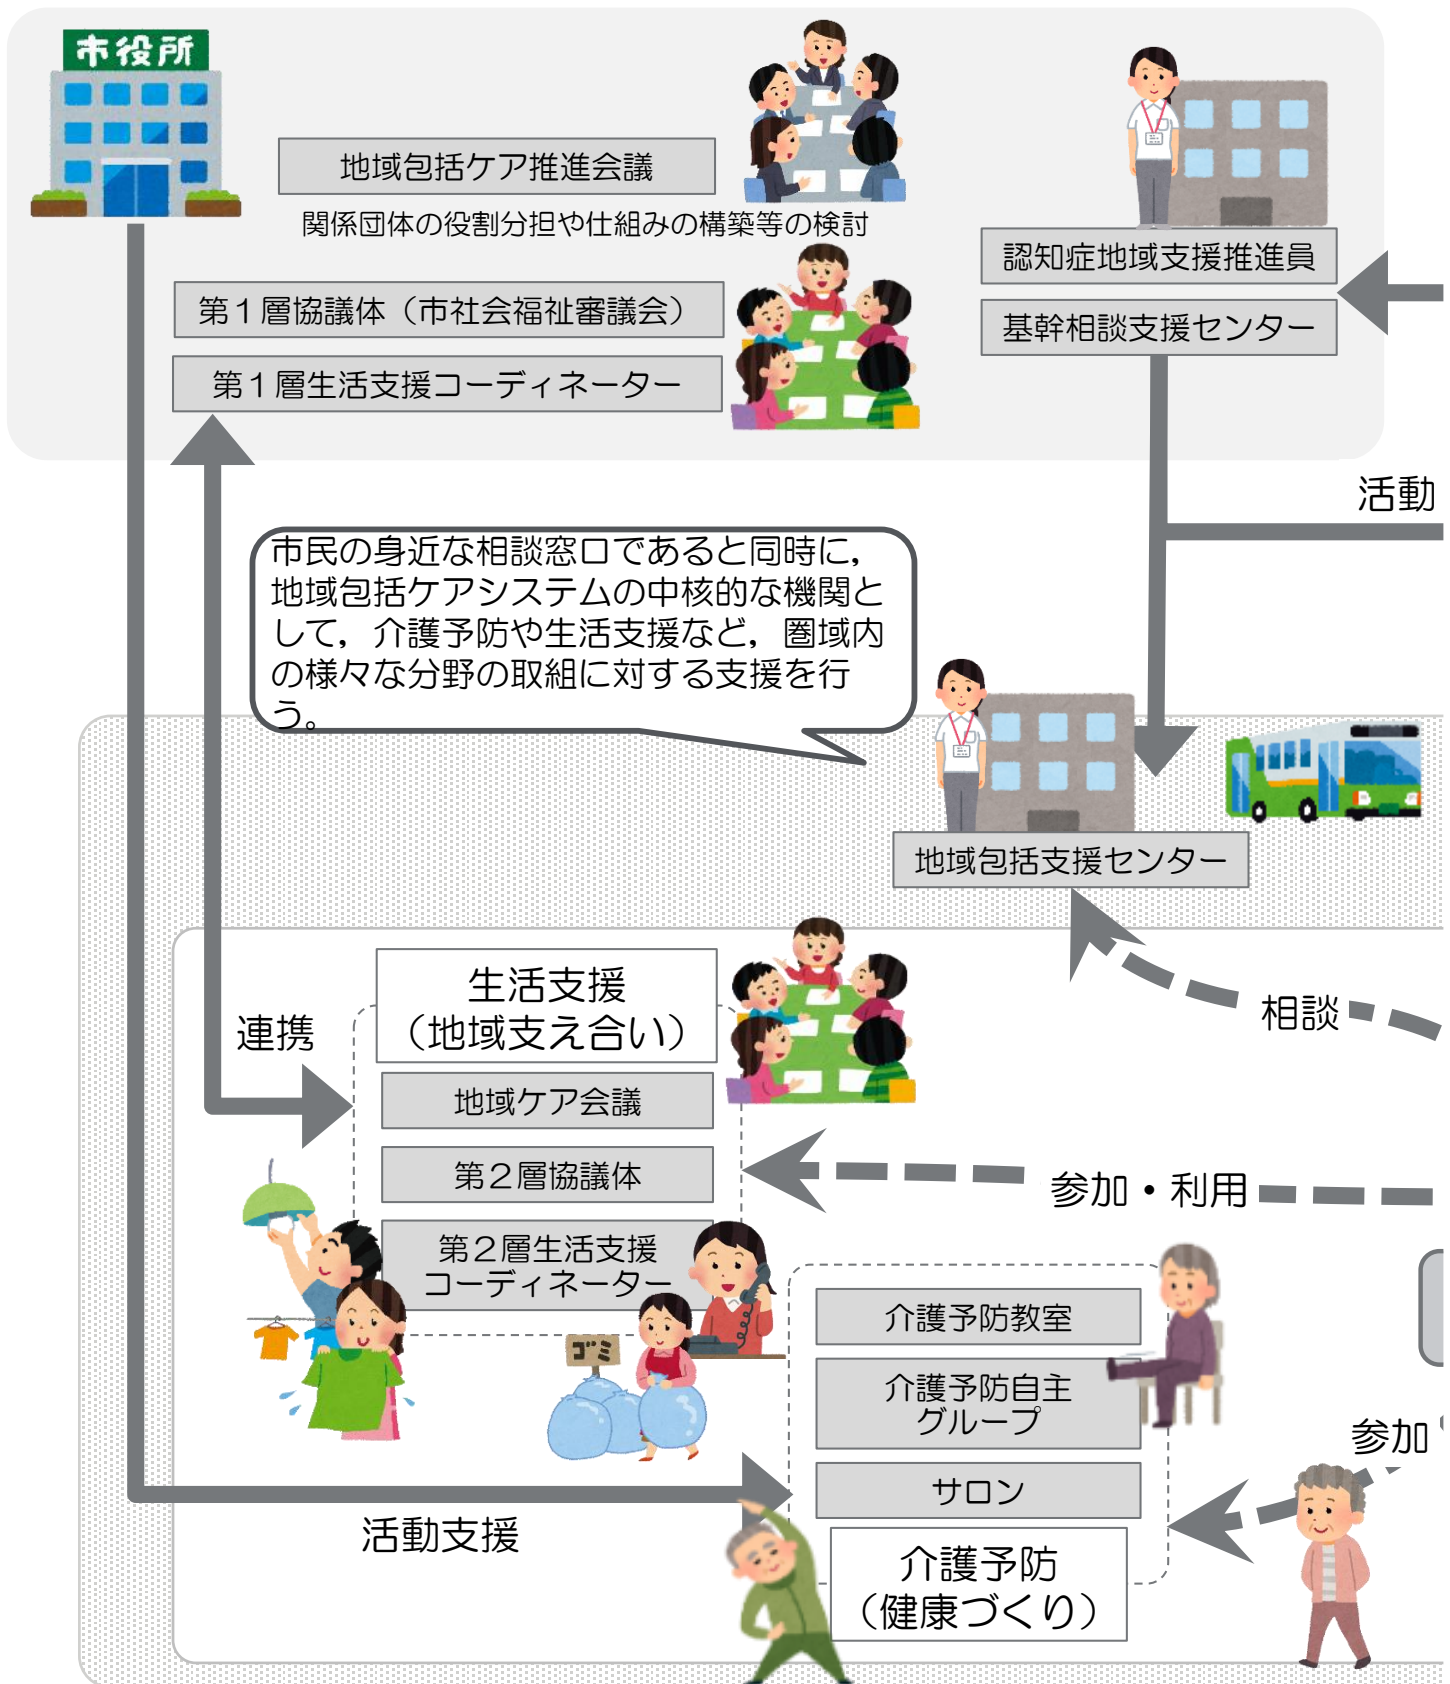 市役所
地域包括ケア推進会議
関係団体の役割分担や仕組みの構築等の検討
第１層協議体（市社会福祉審議会）
第１層生活支援コーディネーター
認知症地域支援推進員
基幹相談支援センター
活動
市民の身近な相談窓口であると同時に，
地域包括ケアシステムの中核的な機関と
して，介護予防や生活支援など，圏域内
の様々な分野の取組に対する支援を行
う。
地域包括支援センター
生活支援
（地域支え合い）
連携
相談
地域ケア会議
第２層協議体
参加・利用
第２層生活支援
コーディネーター
ゴミ
介護予防教室
介護予防自主
グループ
参加
サロン
活動支援
介護予防
（健康づくり）